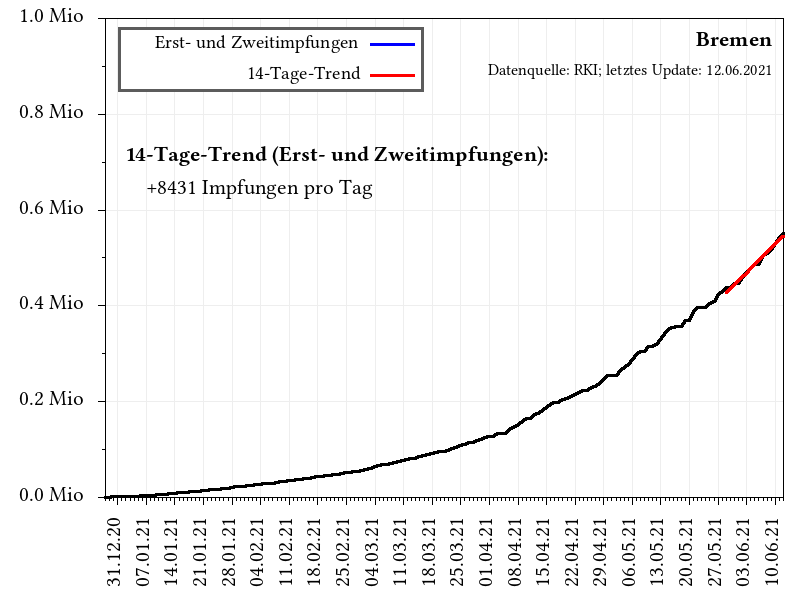 1.0 Mio
0.8 Mio
0.6 Mio
0.4 Mio
0.2 Mio
0.0 Mio
Erst- und Zweitimpfungen
14-Tage-Trend
Bremen
Datenquelle: RKI; letztes Update: 12.06.2021
14-Tage-Trend (Erst- und Zweitimpfungen):
+8431 Impfungen pro Tag
31.12.20
07.01.21
14.01.21
21.01.21
28.01.21
04.02.21
11.02.21
18.02.21
25.02.21
04.03.21
11.03.21
18.03.21
25.03.21
01.04.21
08.04.21
15.04.21
22.04.21
29.04.21
06.05.21
13.05.21
20.05.21
27.05.21
03.06.21
10.06.21